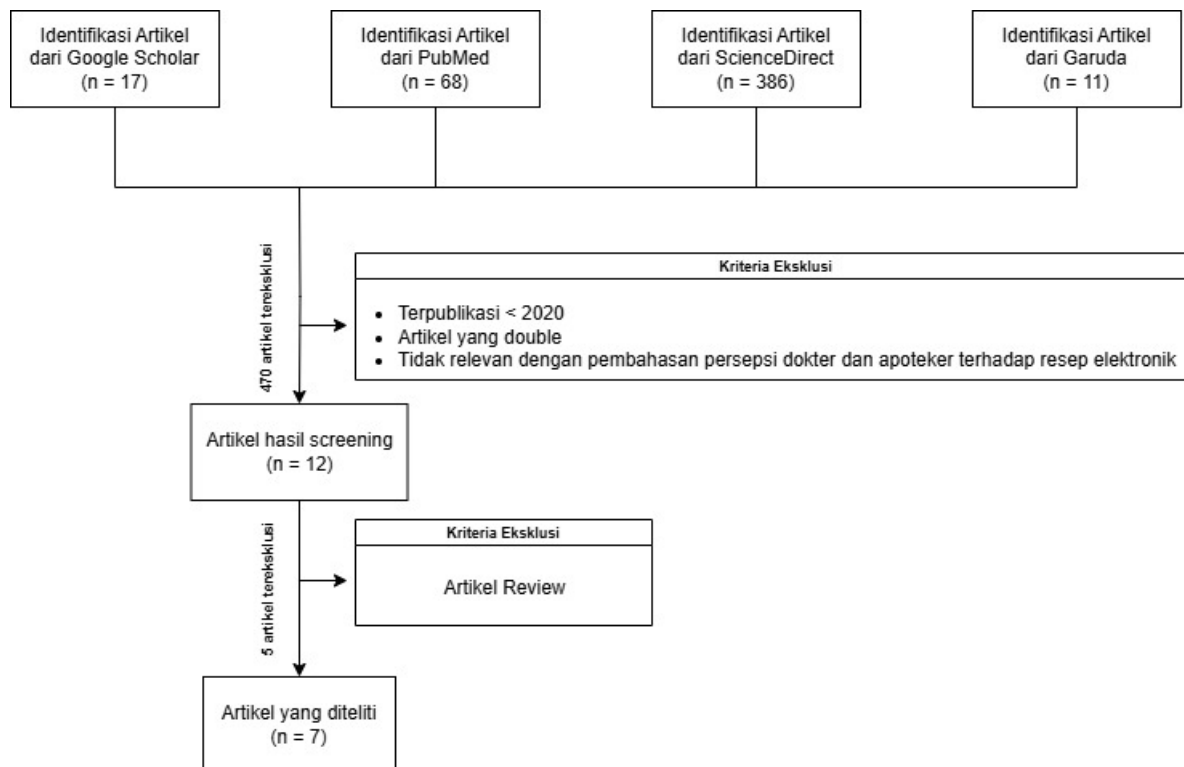 Identifikasi Artikel
dari Google Scholar
(n = 17)
Identifikasi Artikel
dari PubMed
(n = 68)
Identifikasi Artikel
dari ScienceDirect
(n = 386)
Identifikasi Artikel
dari Garuda
(n = 11)
470 artikel tereksklusi
Kriteria Eksklusi
• Terpublikasi < 2020
• Artikel yang double
• Tidak relevan dengan pembahasan persepsi dokter dan apoteker terhadap resep elektronik
Artikel hasil screening
(n = 12)
5 artikel tereksklusi
Kriteria Eksklusi
Artikel Review
Artikel yang diteliti
(n = 7)